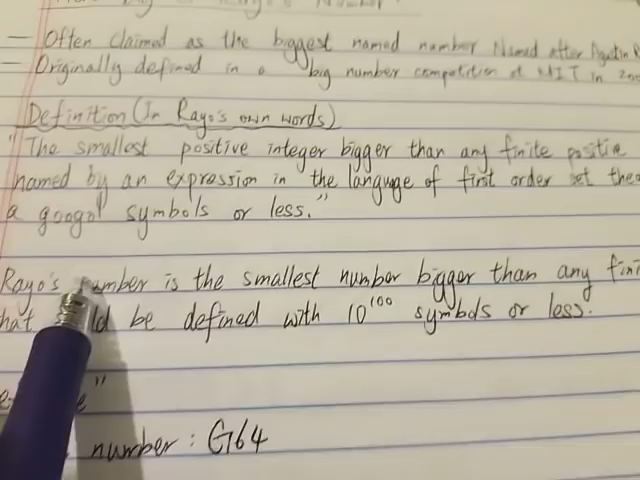 — Often claimed as the biggest named number Named after Agustin
— Originally defined in a big number competition at MIT in
Definition (In Rayo's own words)
"The smallest positive integer bigger than any finite positive
named by an expression in the language of first order set
a googol symbols or less."
Rayo's number is the smallest number bigger than any
be defined with 10¹⁰⁰ symbols or less.
"
number: G64